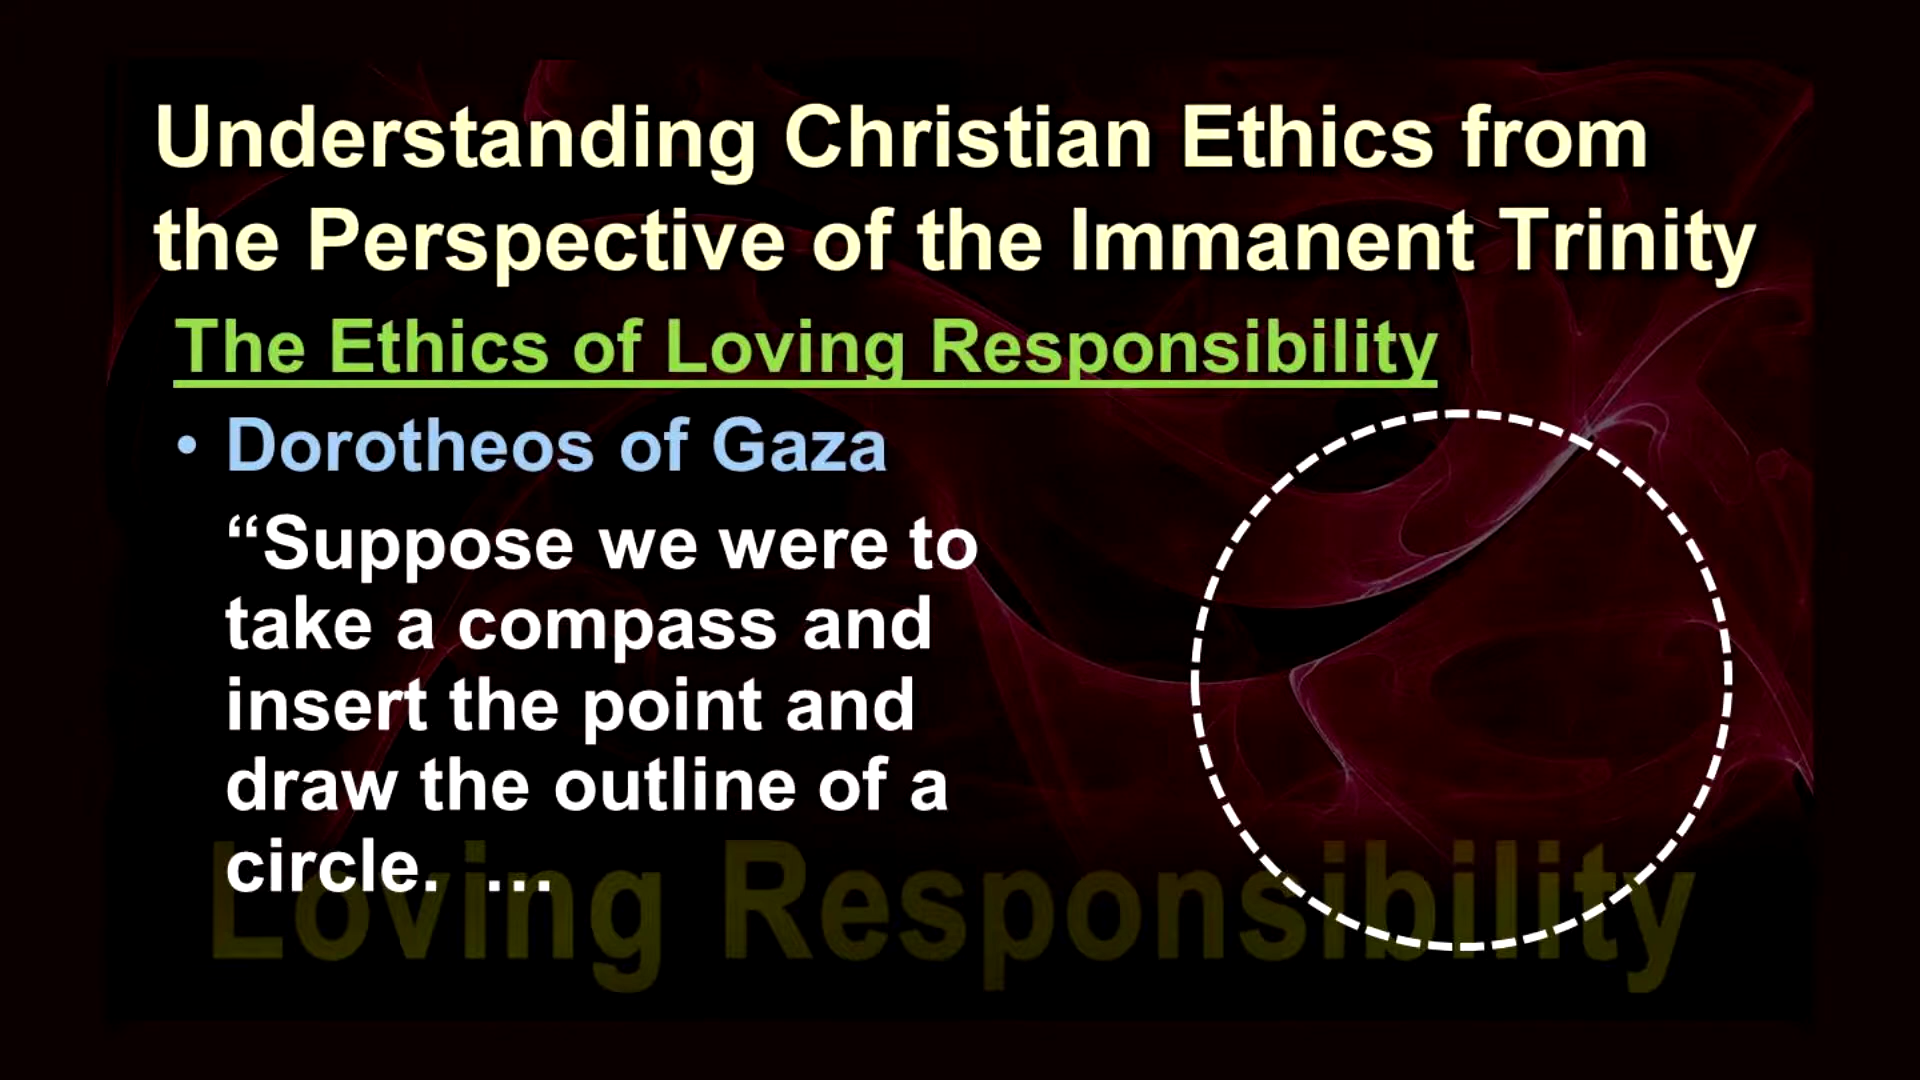 Understanding Christian Ethics from
the Perspective of the Immanent Trinity
The Ethics of Loving Responsibility
• Dorotheos of Gaza
“Suppose we were to
take a compass and
insert the point and
draw the outline of a
circle. …
Loving Responsibility